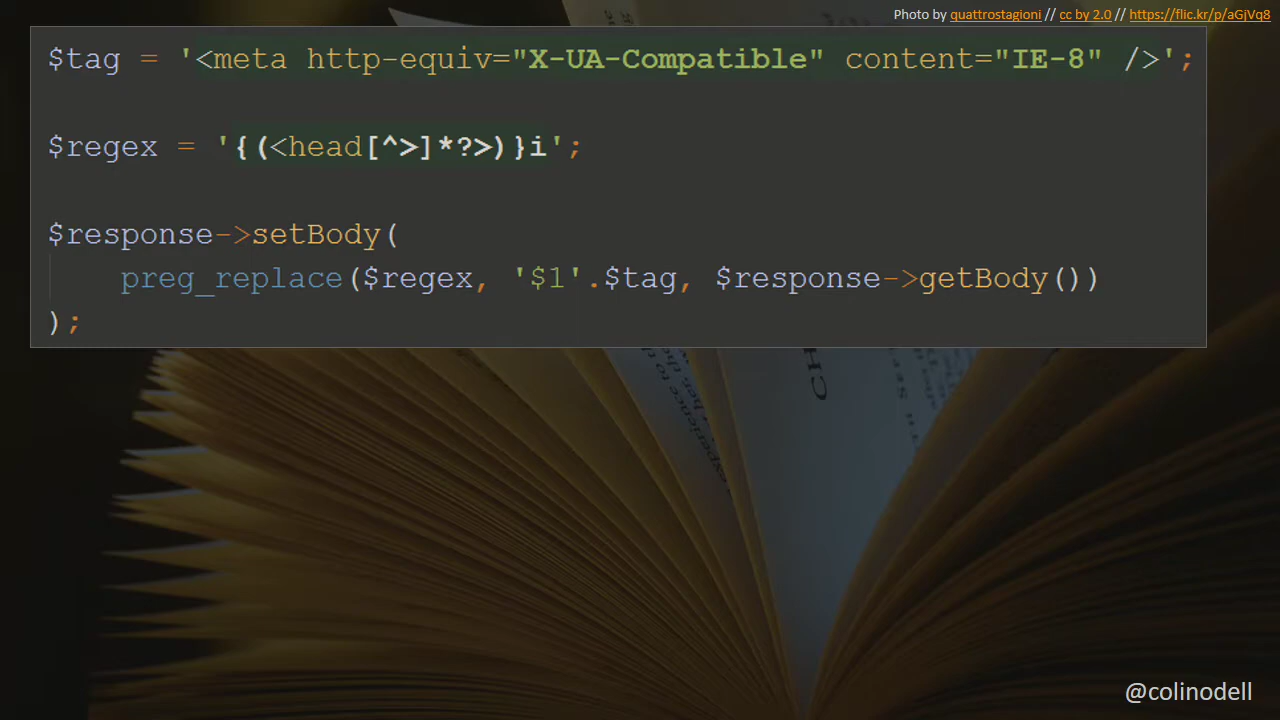 Photo by quattrostagioni // cc by 2.0 // https://flic.kr/p/aGjVq8
$tag = '<meta http-equiv="X-UA-Compatible" content="IE-8" />';
$regex = '{(<head[^>]*?>)}i';
$response->setBody(
preg_replace($regex, '$1'.$tag, $response->getBody())
);
CH
@colinodell